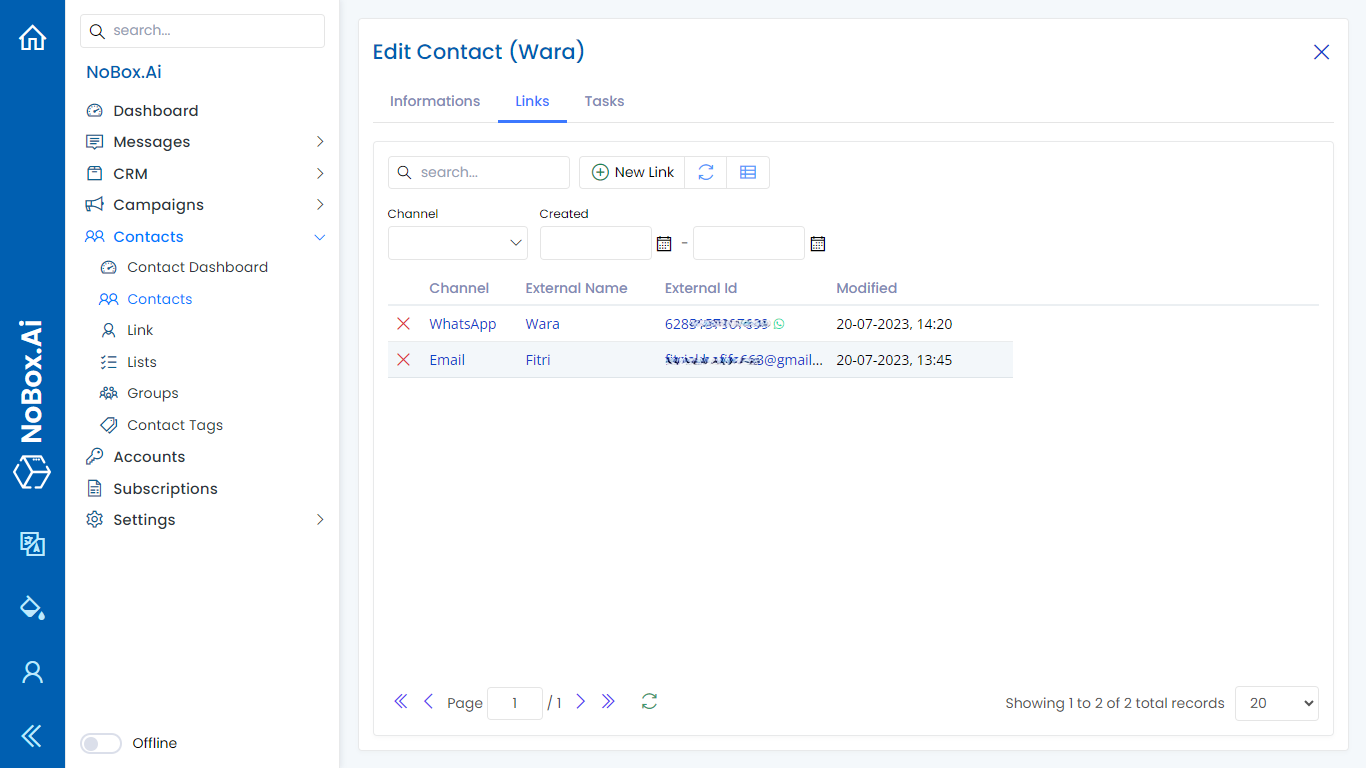 search...
NoBox.Ai
Dashboard
Messages
CRM
Campaigns
Contacts
Contact Dashboard
Contacts
Link
Lists
Groups
Contact Tags
Accounts
Subscriptions
Settings
Offline
NoBox.Ai
Edit Contact (Wara)
Informations Links Tasks
search... New Link
Channel Created
-
Channel External Name External Id Modified
WhatsApp Wara 20-07-2023, 14:20
Email Fitri 20-07-2023, 13:45
Page 1 / 1 Showing 1 to 2 of 2 total records 20